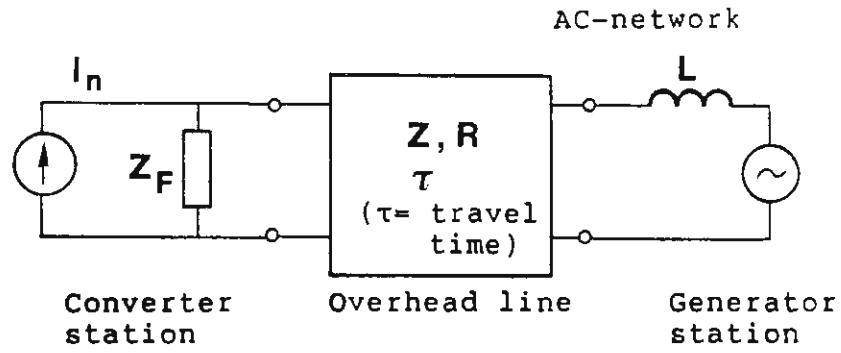 AC-network
I_n
L
Z_F
Z, R
τ
(τ= travel
time)
Converter
station
Overhead line
Generator
station